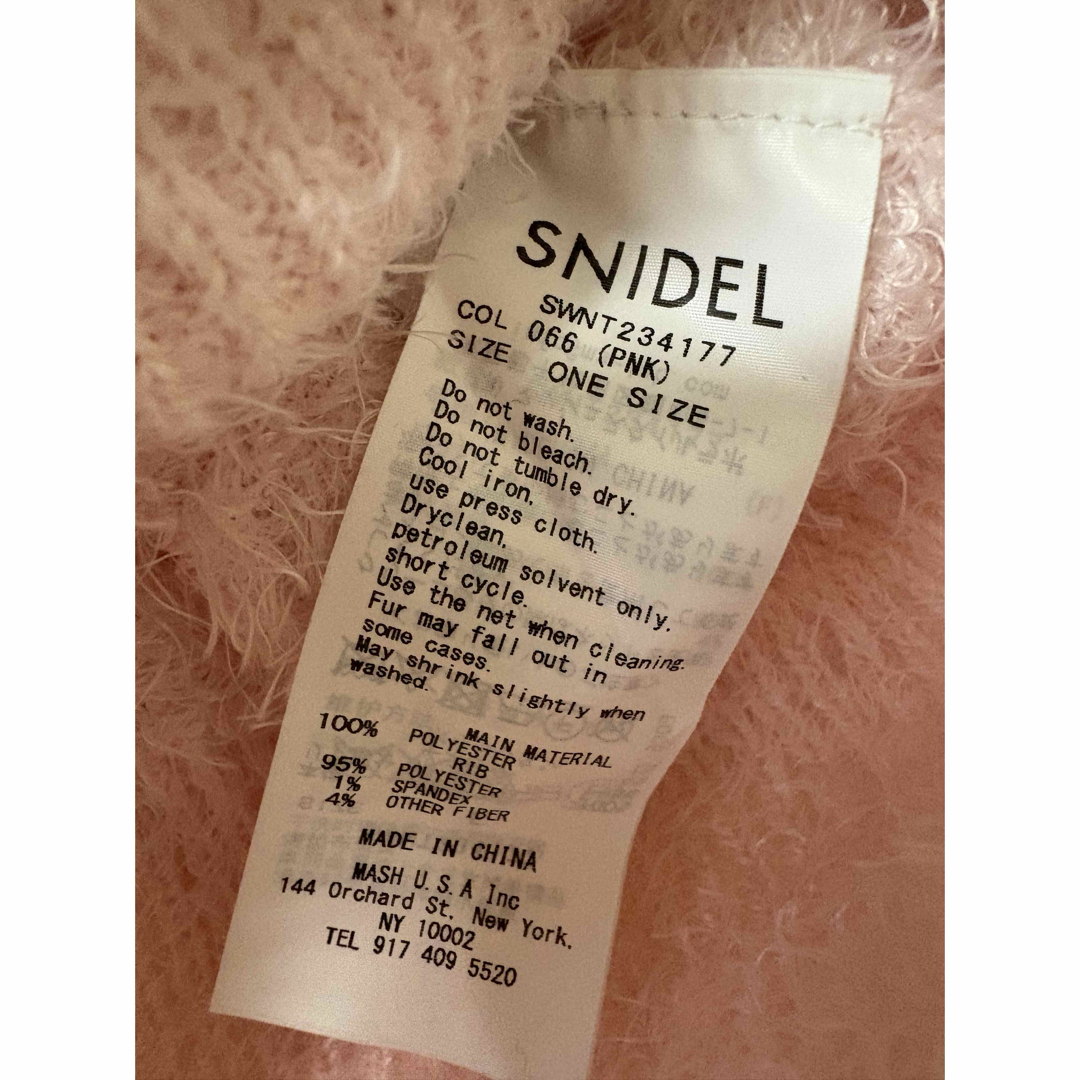 SNIDEL
SWNT234177
COL 066 (PNK)
SIZE ONE SIZE
Do not wash.
Do not bleach.
Do not tumble dry.
Cool iron.
use press cloth.
Dryclean.
petroleum solvent only.
short cycle.
Use the net when cleaning.
Fur may fall out in
some cases.
May shrink slightly when
washed.
MAIN MATERIAL
100% POLYESTER
RIB
95% POLYESTER
1% SPANDEX
4% OTHER FIBER
MADE IN CHINA
MASH U.S.A Inc
144 Orchard St. New York.
NY 10002
TEL 917 409 5520